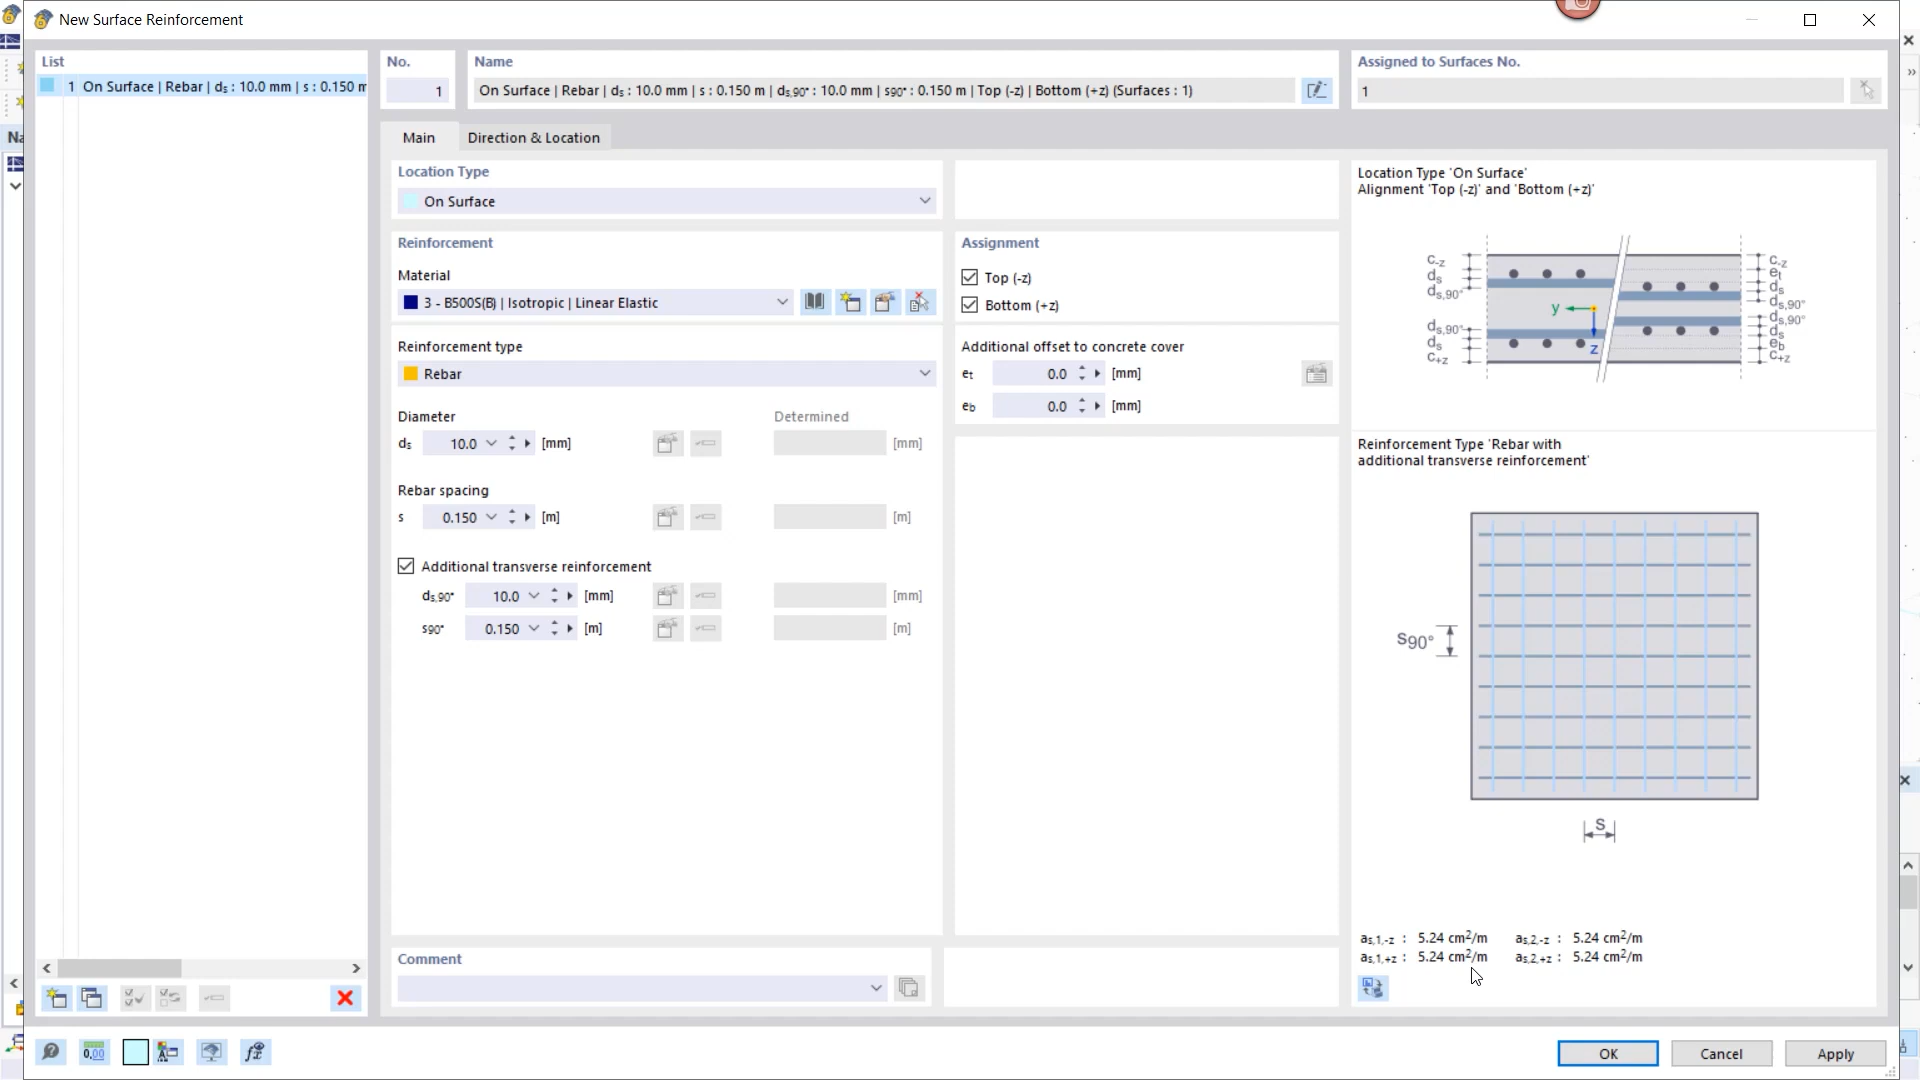 New Surface Reinforcement
List
1 On Surface | Rebar | ds : 10.0 mm | s : 0.150 m
No.
1
Name
On Surface | Rebar | ds : 10.0 mm | s : 0.150 m | ds,90° : 10.0 mm | s90° : 0.150 m | Top (-z) | Bottom (+z) (Surfaces : 1)
Assigned to Surfaces No.
1
Main
Direction & Location
Location Type
On Surface
Reinforcement
Material
3 - B500S(B) | Isotropic | Linear Elastic
Reinforcement type
Rebar
Diameter
Determined
ds 10.0 [mm] [mm]
Rebar spacing
s 0.150 [m] [m]
Additional transverse reinforcement
ds,90° 10.0 [mm] [mm]
s90° 0.150 [m] [m]
Assignment
Top (-z)
Bottom (+z)
Additional offset to concrete cover
et 0.0 [mm]
eb 0.0 [mm]
Location Type 'On Surface'
Alignment 'Top (-z)' and 'Bottom (+z)'
c-z
ds
ds,90°
ds,90°
ds
c+z
y
z
c-z
et
ds
ds,90°
ds,90°
ds
eb
c+z
Reinforcement Type 'Rebar with
additional transverse reinforcement'
s90°
s
as,1,-z : 5.24 cm²/m as,2,-z : 5.24 cm²/m
as,1,+z : 5.24 cm²/m as,2,+z : 5.24 cm²/m
Comment
0,00
OK
Cancel
Apply
Na